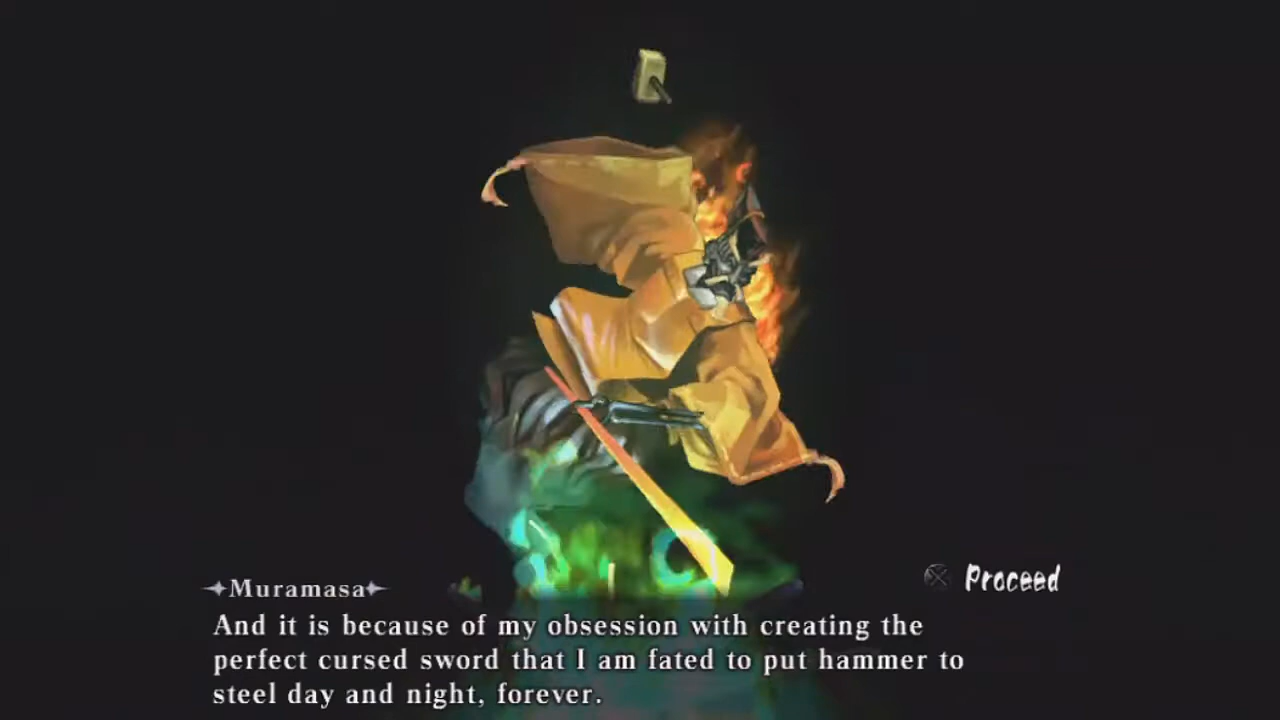 Muramasa
Proceed
And it is because of my obsession with creating the
perfect cursed sword that I am fated to put hammer to
steel day and night, forever.